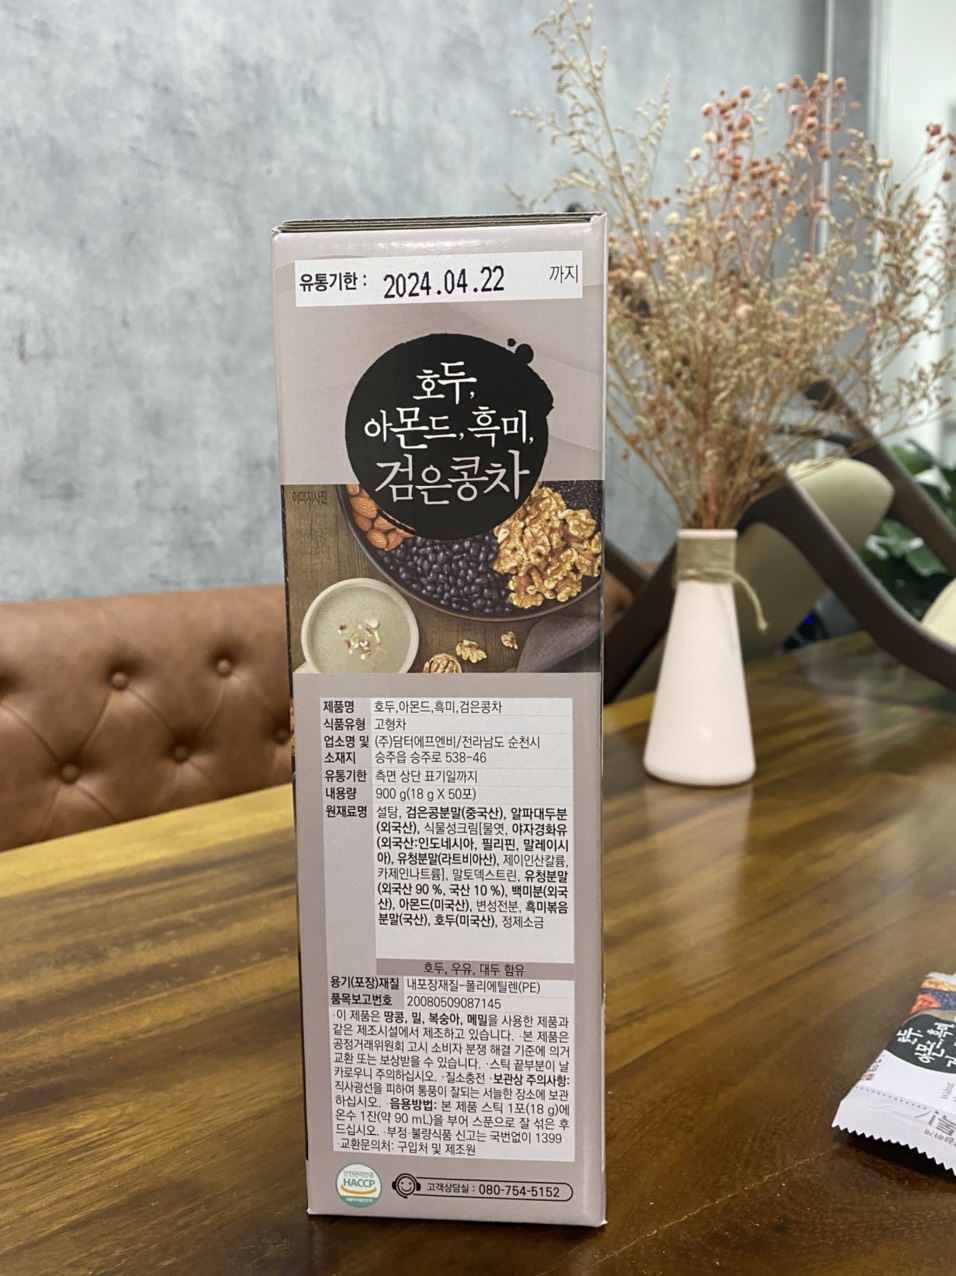 유통기한 : 2024.04.22 까지
호두,
아몬드, 흑미,
검은콩차
이미지사진
제품명 호두,아몬드,흑미,검은콩차
식품유형 고형차
업소명 및 (주)담터에프엔비/전라남도 순천시
소재지 승주읍 승주로 538-46
유통기한 측면 상단 표기일까지
내용량 900 g(18 g X 50포)
원재료명 설탕, 검은콩분말(중국산), 알파대두분
(외국산), 식물성크림[물엿, 야자경화유
(외국산:인도네시아, 필리핀, 말레이시
아), 유청분말(라트비아산), 제이인산칼륨,
카제인나트륨], 말토덱스트린, 유청분말
(외국산 90 %, 국산 10 %), 백미분(외국
산), 아몬드(미국산), 변성전분, 흑미볶음
분말(국산), 호두(미국산), 정제소금
호두, 우유, 대두 함유
용기(포장)재질 내포장재질-폴리에틸렌(PE)
품목보고번호 20080509087145
·이 제품은 땅콩, 밀, 복숭아, 메밀을 사용한 제품과
같은 제조시설에서 제조하고 있습니다. ·본 제품은
공정거래위원회 고시 소비자 분쟁 해결 기준에 의거
교환 또는 보상받을 수 있습니다. ·스틱 끝부분이 날
카로우니 주의하십시오. ·질소충전 ·보관상 주의사항:
직사광선을 피하여 통풍이 잘되는 서늘한 장소에 보관
하십시오. ·음용방법: 본 제품 스틱 1포(18 g)에
온수 1잔(약 90 mL)을 부어 스푼으로 잘 섞은 후
드십시오. ·부정·불량식품 신고는 국번없이 1399
·교환문의처: 구입처 및 제조원
HACCP
고객상담실 : 080-754-5152